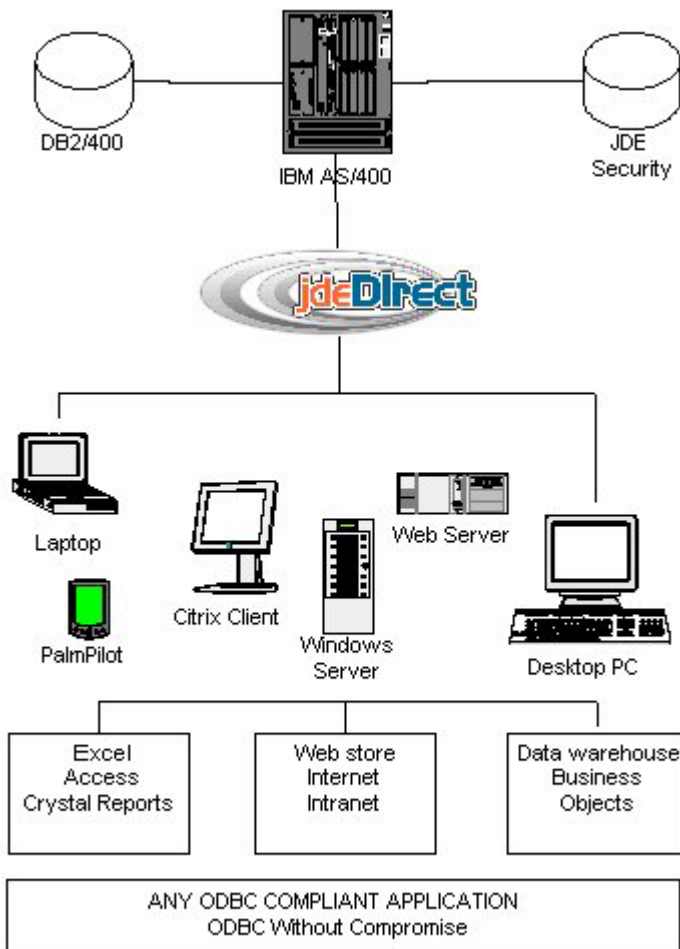 DB2/400
IBM AS/400
JDE
Security
jdeDIrect
Laptop
Citrix Client
Web Server
PalmPilot
Windows
Server
Desktop PC
Excel
Access
Crystal Reports
Web store
Internet
Intranet
Data warehouse
Business
Objects
ANY ODBC COMPLIANT APPLICATION
ODBC Without Compromise